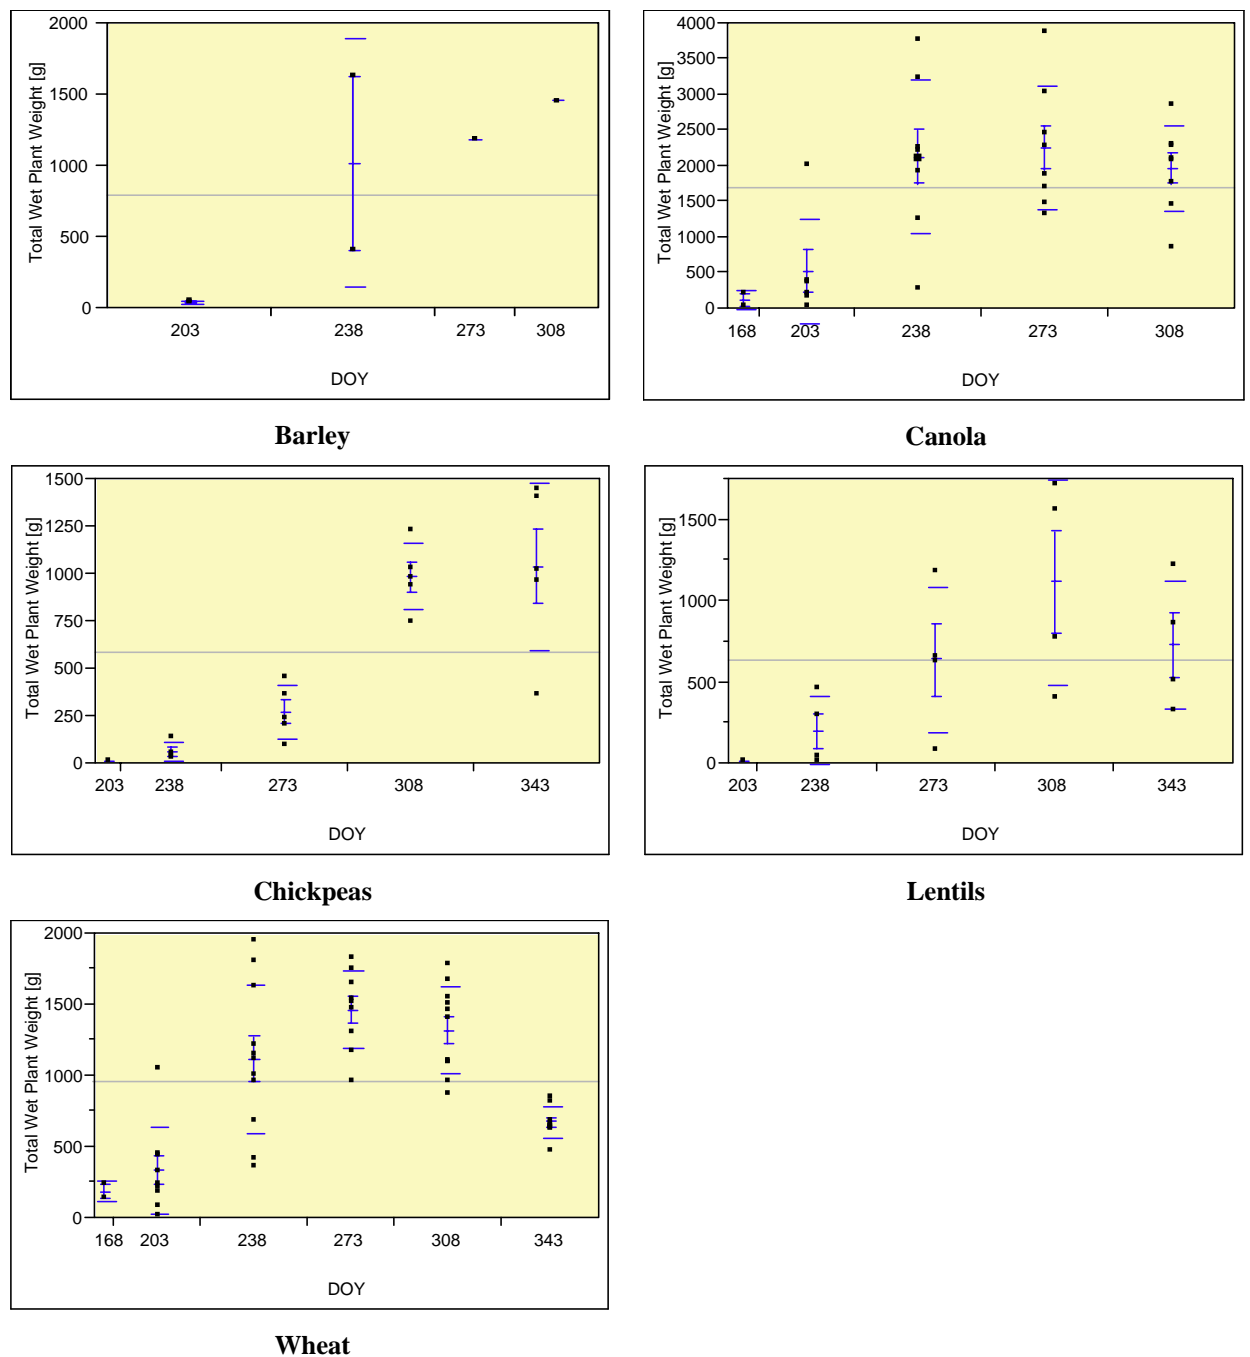 2000
1500
1000
500
0
Total Wet Plant Weight [g]
203 238 273 308
DOY
Barley
4000
3500
3000
2500
2000
1500
1000
500
0
Total Wet Plant Weight [g]
168 203 238 273 308
DOY
Canola
1500
1250
1000
750
500
250
0
Total Wet Plant Weight [g]
203 238 273 308 343
DOY
Chickpeas
1500
1000
500
0
Total Wet Plant Weight [g]
203 238 273 308 343
DOY
Lentils
2000
1500
1000
500
0
Total Wet Plant Weight [g]
168 203 238 273 308 343
DOY
Wheat